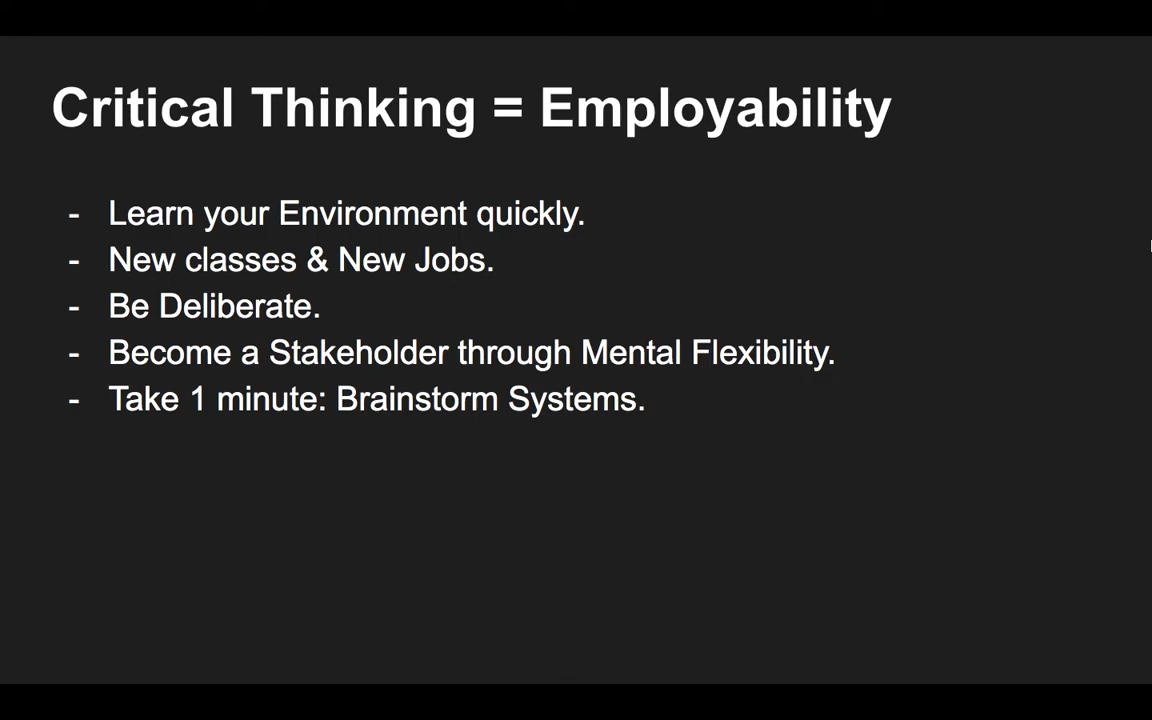 Critical Thinking = Employability
- Learn your Environment quickly.
- New classes & New Jobs.
- Be Deliberate.
- Become a Stakeholder through Mental Flexibility.
- Take 1 minute: Brainstorm Systems.